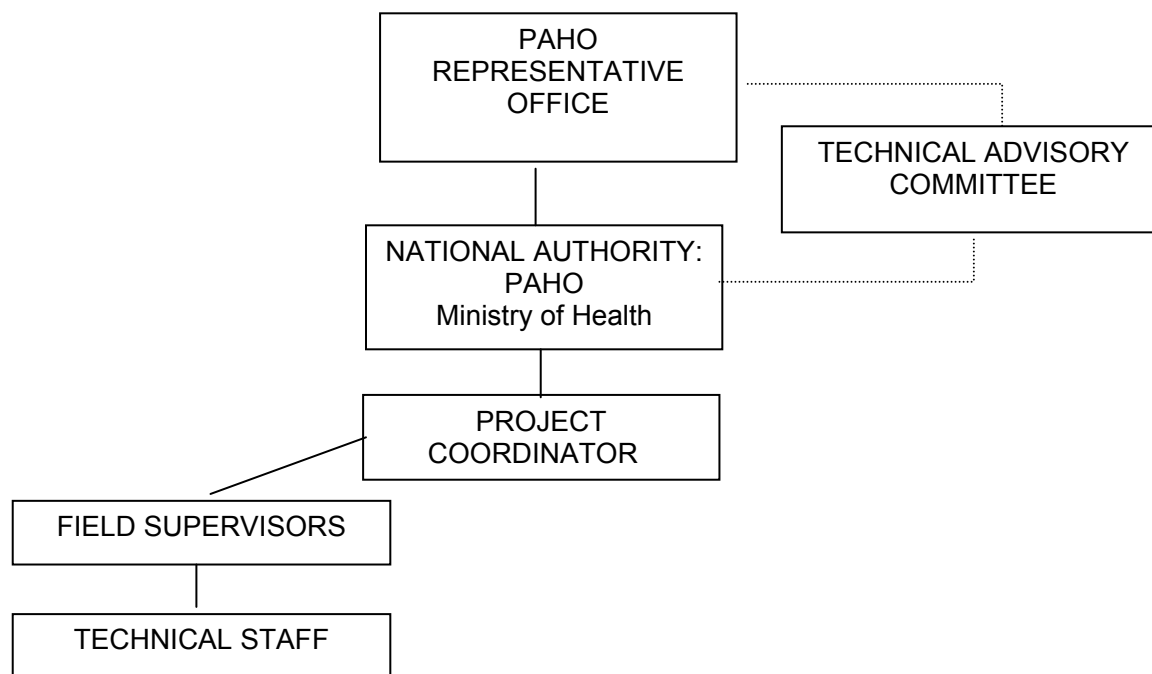 PAHO
REPRESENTATIVE
OFFICE
TECHNICAL ADVISORY
COMMITTEE
NATIONAL AUTHORITY:
PAHO
Ministry of Health
PROJECT
COORDINATOR
FIELD SUPERVISORS
TECHNICAL STAFF